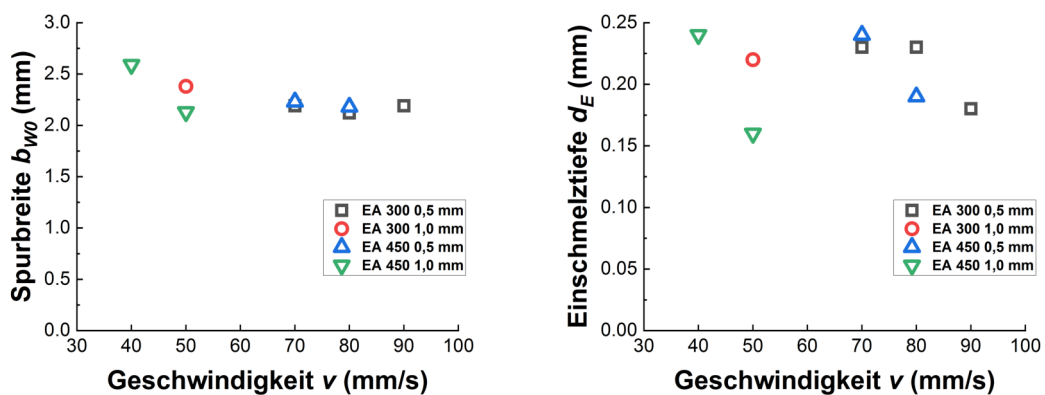 Spurbreite b_W0 (mm)
3.0
2.5
2.0
1.5
1.0
0.5
0.0
30 40 50 60 70 80 90 100
Geschwindigkeit v (mm/s)
EA 300 0,5 mm
EA 300 1,0 mm
EA 450 0,5 mm
EA 450 1,0 mm
Einschmelztiefe d_E (mm)
0.25
0.20
0.15
0.10
0.05
0.00
30 40 50 60 70 80 90 100
Geschwindigkeit v (mm/s)
EA 300 0,5 mm
EA 300 1,0 mm
EA 450 0,5 mm
EA 450 1,0 mm